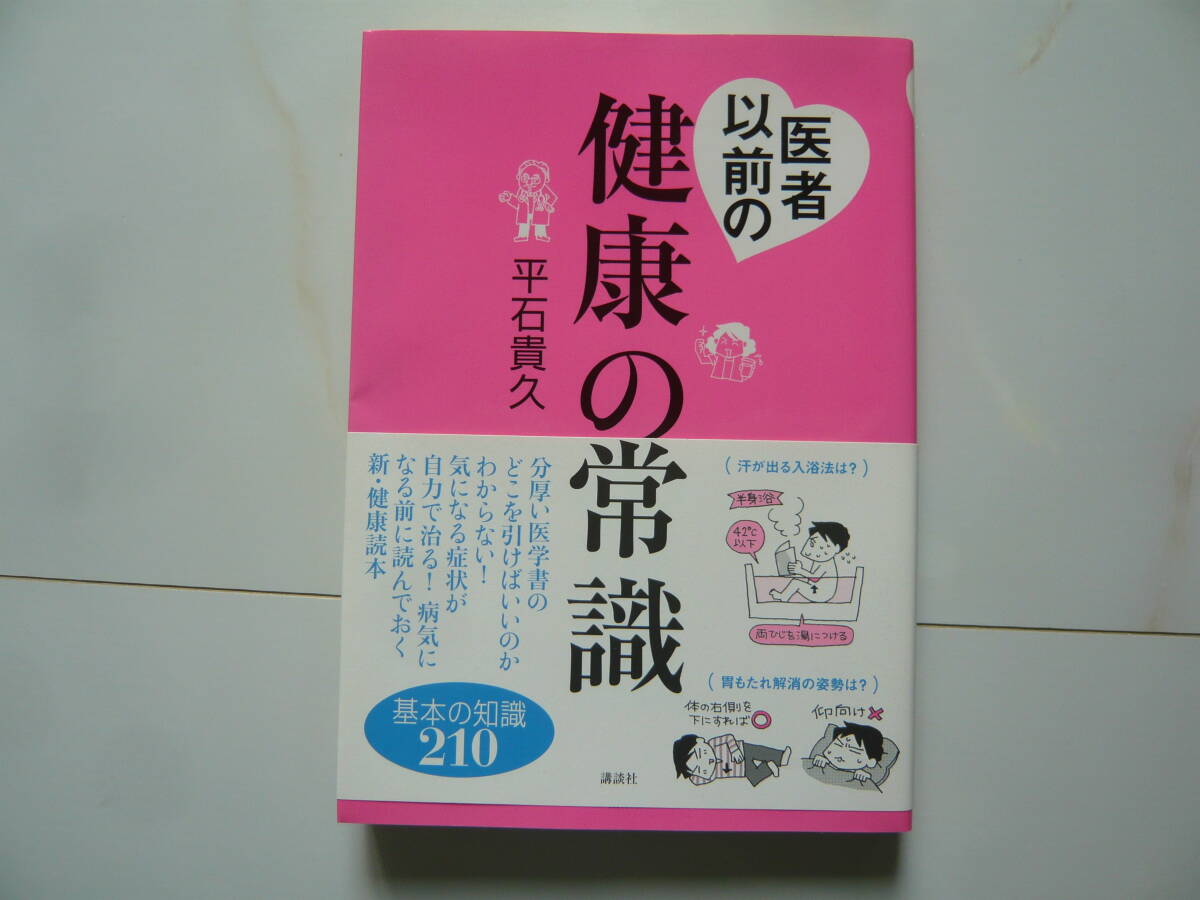 医者
以前の
健康の常識
平石貴久
分厚い医学書の
どこを引けばいいのか
わからない！
気になる症状が
自力で治る！ 病気に
なる前に読んでおく
新・健康読本
基本の知識
210
（汗が出る入浴法は？）
半身浴
42℃
以下
両ひじを湯につける
（胃もたれ解消の姿勢は？）
体の右側を
下にすれば○
仰向け×
講談社